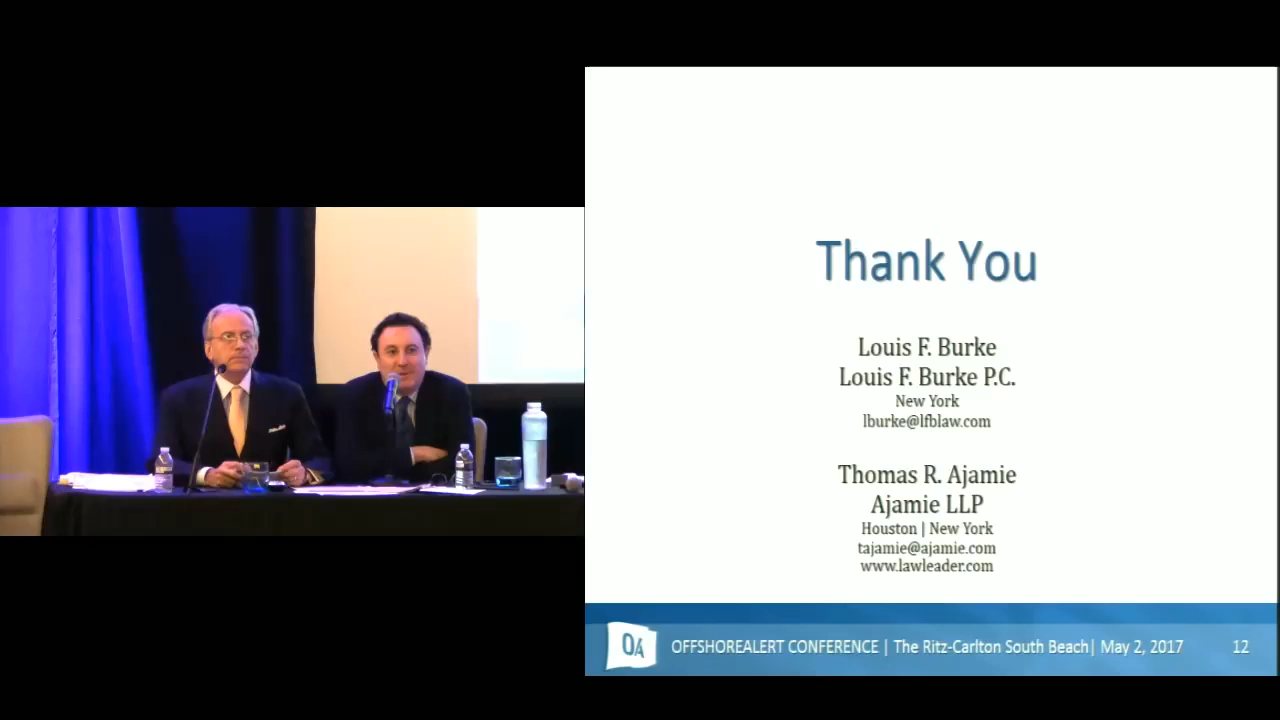 Thank You
Louis F. Burke
Louis F. Burke P.C.
New York
lburke@lfblaw.com
Thomas R. Ajamie
Ajamie LLP
Houston | New York
tajamie@ajamie.com
www.lawleader.com
OA OFFSHOREALERT CONFERENCE | The Ritz-Carlton South Beach| May 2, 2017 12